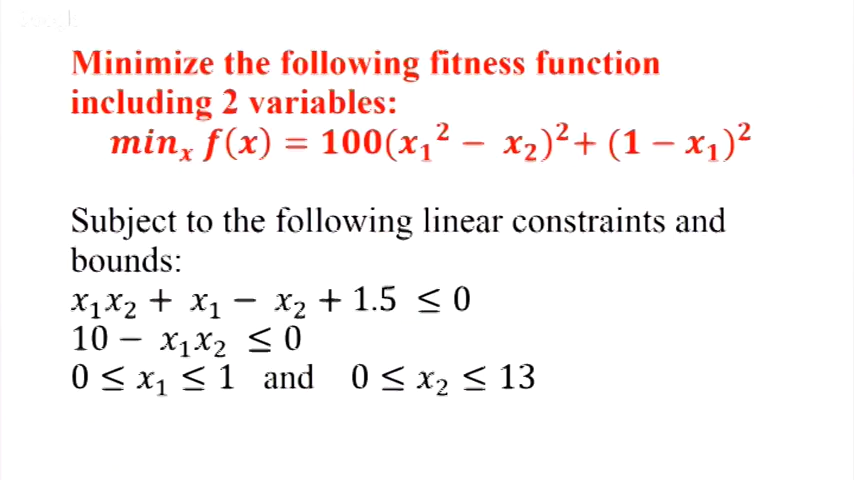 Minimize the following fitness function
including 2 variables:
minₓ f(x) = 100(x₁² − x₂)² + (1 − x₁)²
Subject to the following linear constraints and
bounds:
x₁x₂ + x₁ − x₂ + 1.5 ≤ 0
10 − x₁x₂ ≤ 0
0 ≤ x₁ ≤ 1 and 0 ≤ x₂ ≤ 13